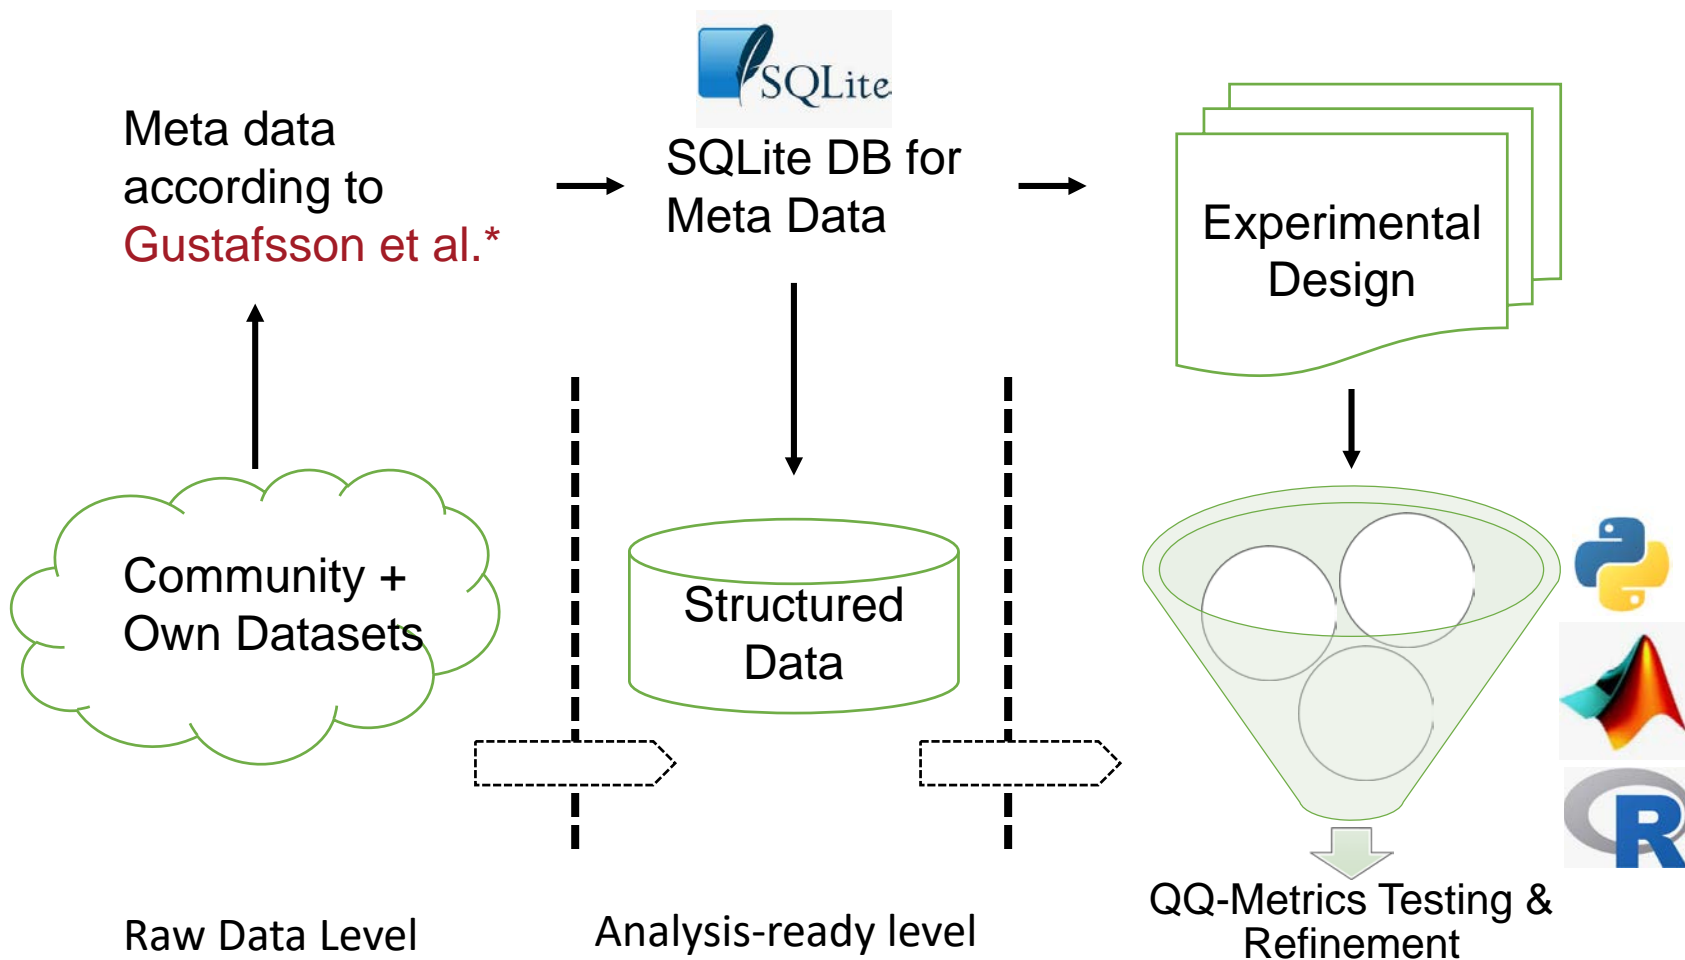 SQLite
Meta data
according to
Gustafsson et al.*
SQLite DB for
Meta Data
Experimental
Design
Community +
Own Datasets
Structured
Data
R
Raw Data Level
Analysis-ready level
QQ-Metrics Testing &
Refinement